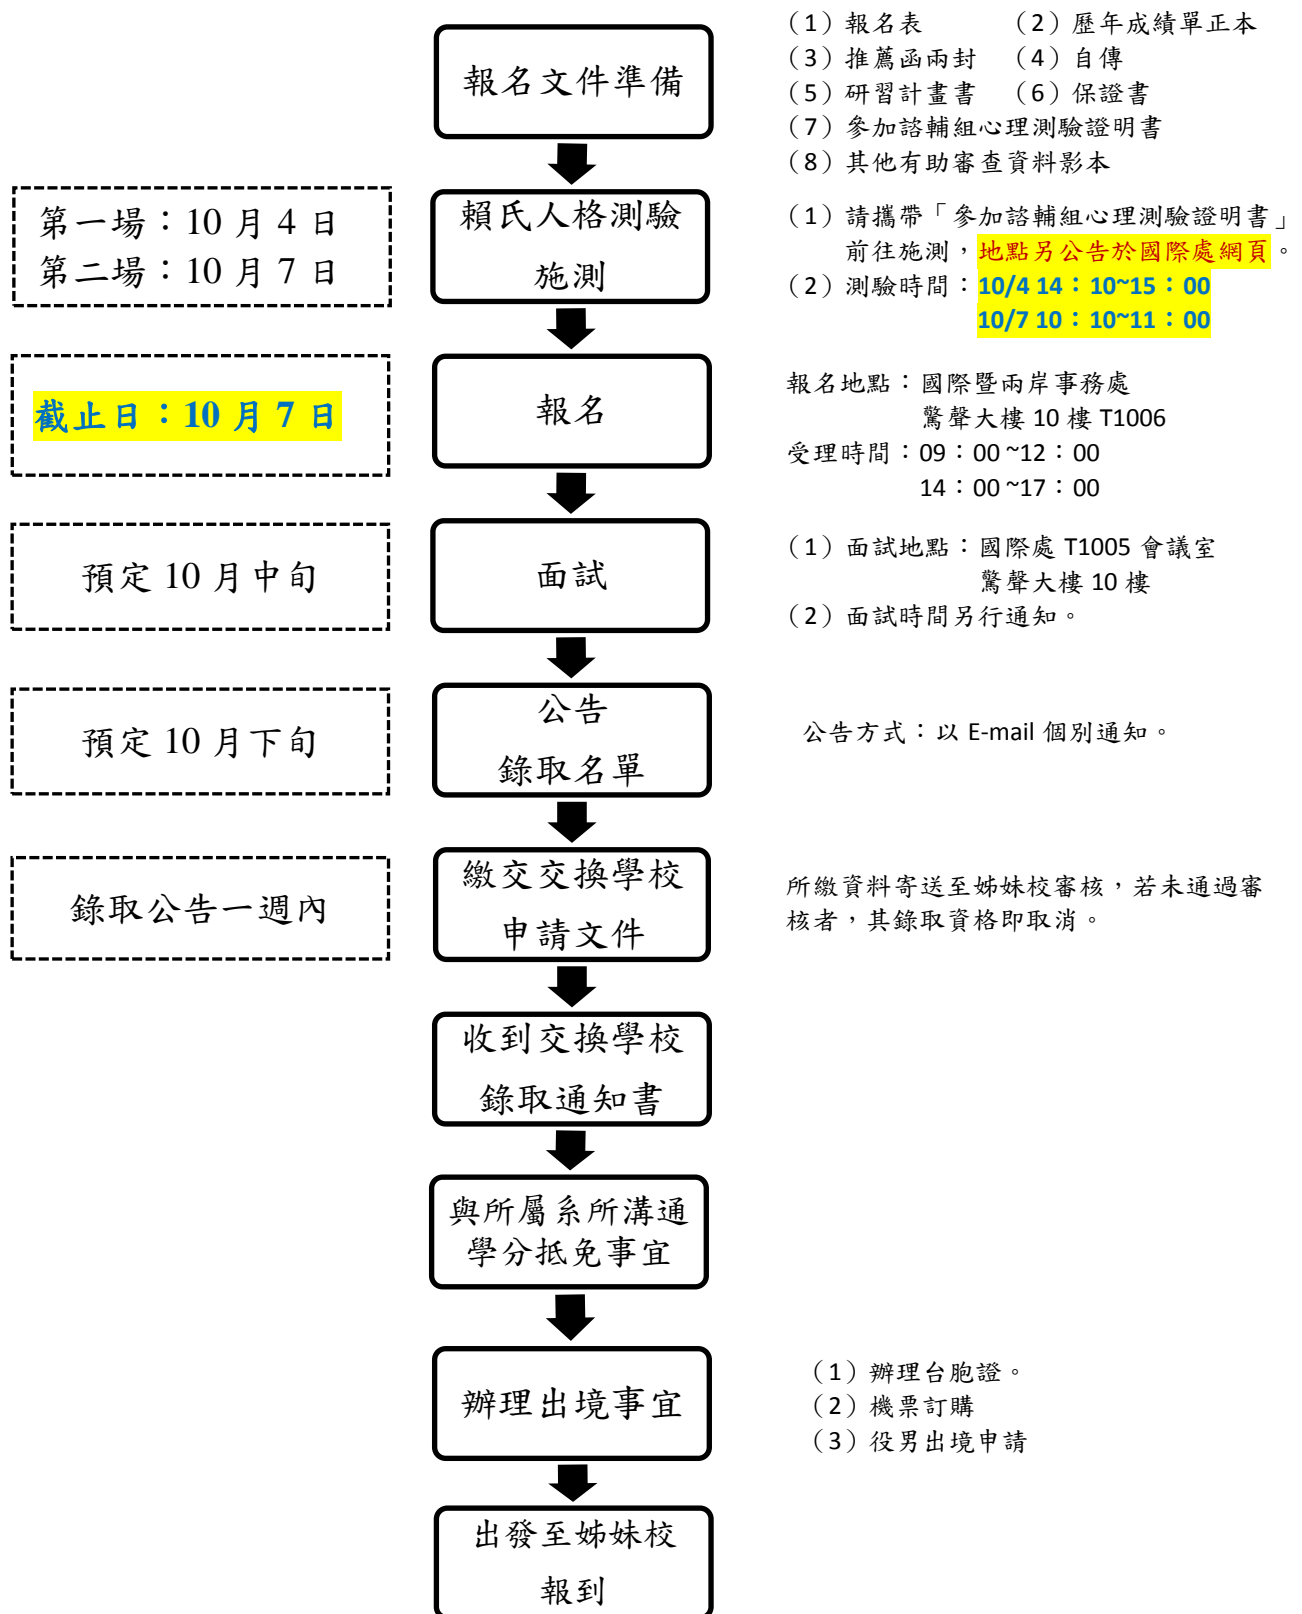 報名文件準備
（1）報名表　（2）歷年成績單正本
（3）推薦函兩封　（4）自傳
（5）研習計畫書　（6）保證書
（7）參加諮輔組心理測驗證明書
（8）其他有助審查資料影本
第一場：10 月 4 日
第二場：10 月 7 日
賴氏人格測驗
施測
（1）請攜帶「參加諮輔組心理測驗證明書」
前往施測，地點另公告於國際處網頁。
（2）測驗時間：10/4 14：10~15：00
10/7 10：10~11：00
截止日：10 月 7 日
報名
報名地點：國際暨兩岸事務處
驚聲大樓 10 樓 T1006
受理時間：09：00 ~12：00
14：00 ~17：00
預定 10 月中旬
面試
（1）面試地點：國際處 T1005 會議室
驚聲大樓 10 樓
（2）面試時間另行通知。
預定 10 月下旬
公告
錄取名單
公告方式：以 E-mail 個別通知。
錄取公告一週內
繳交交換學校
申請文件
所繳資料寄送至姊妹校審核，若未通過審
核者，其錄取資格即取消。
收到交換學校
錄取通知書
與所屬系所溝通
學分抵免事宜
辦理出境事宜
（1）辦理台胞證。
（2）機票訂購
（3）役男出境申請
出發至姊妹校
報到